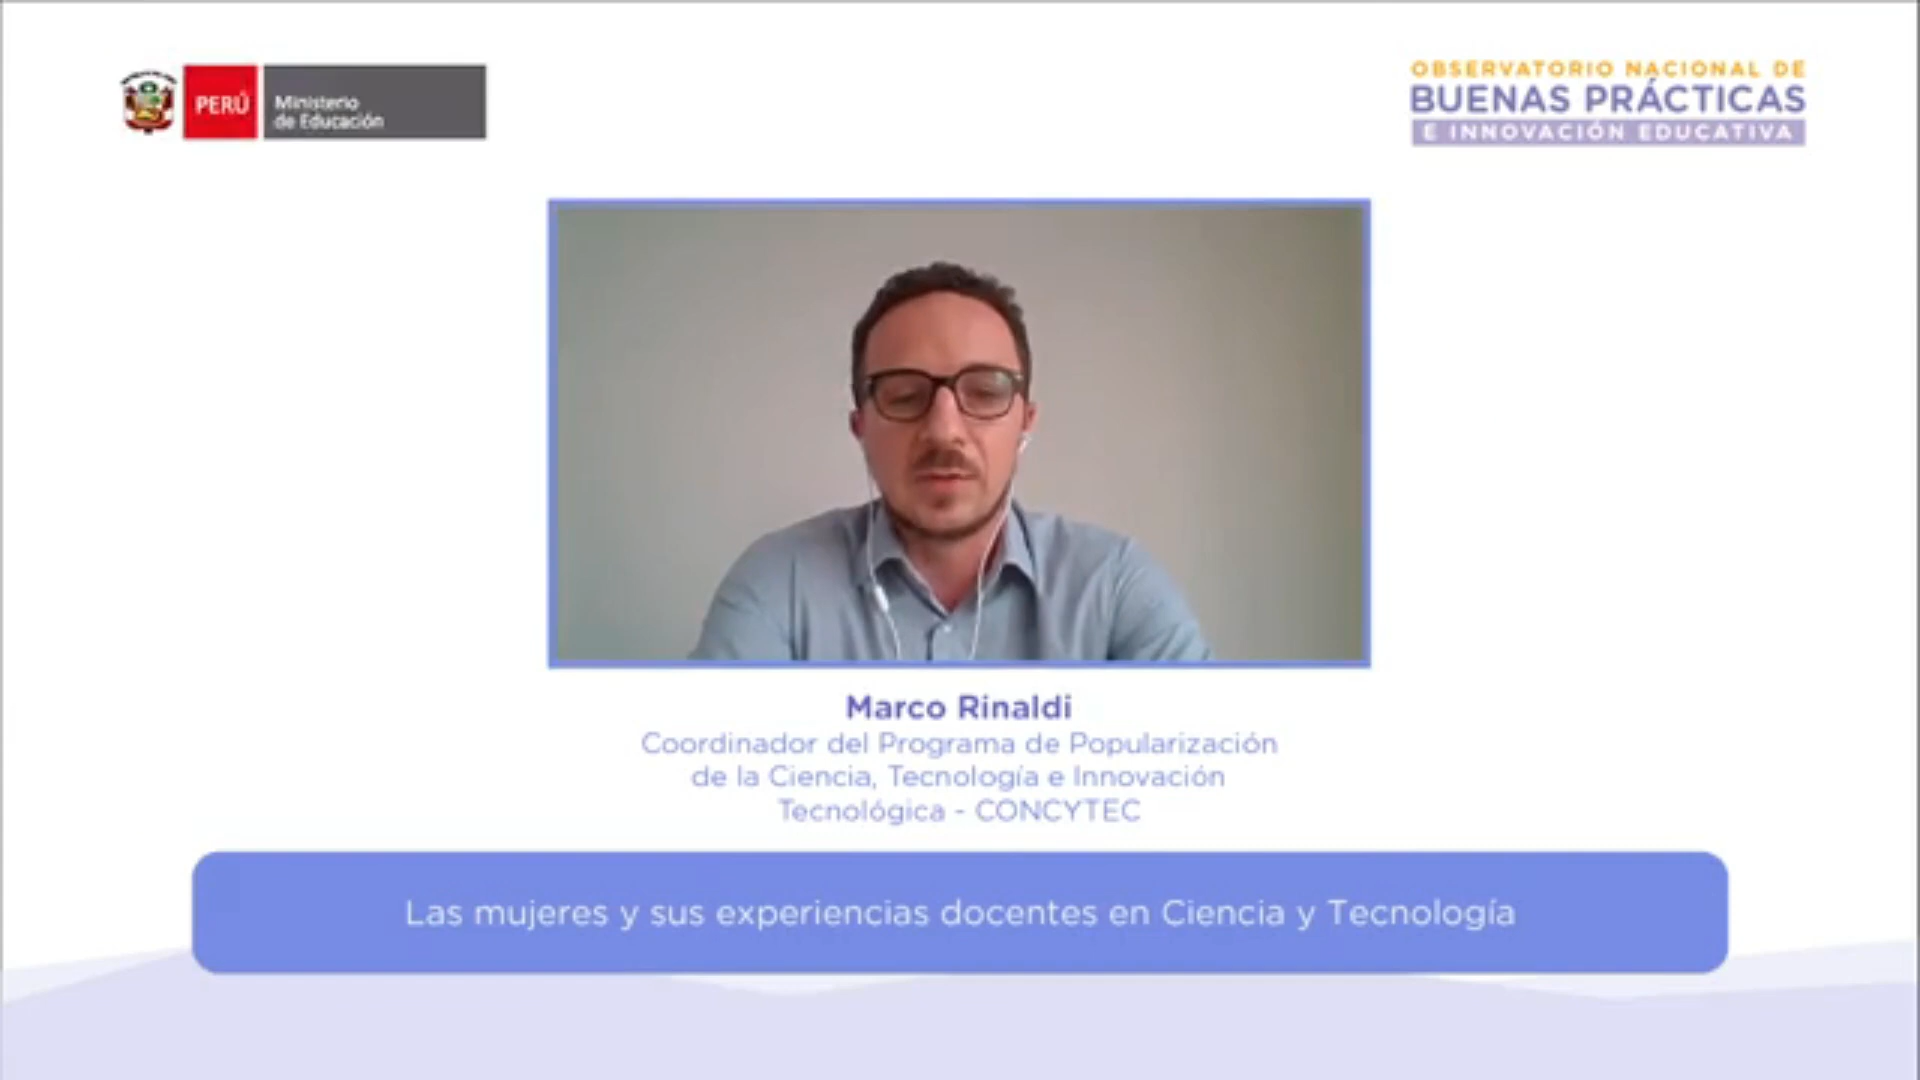 PERÚ
Ministerio
de Educación
OBSERVATORIO NACIONAL DE
BUENAS PRÁCTICAS
E INNOVACIÓN EDUCATIVA
Marco Rinaldi
Coordinador del Programa de Popularización
de la Ciencia, Tecnología e Innovación
Tecnológica - CONCYTEC
Las mujeres y sus experiencias docentes en Ciencia y Tecnología